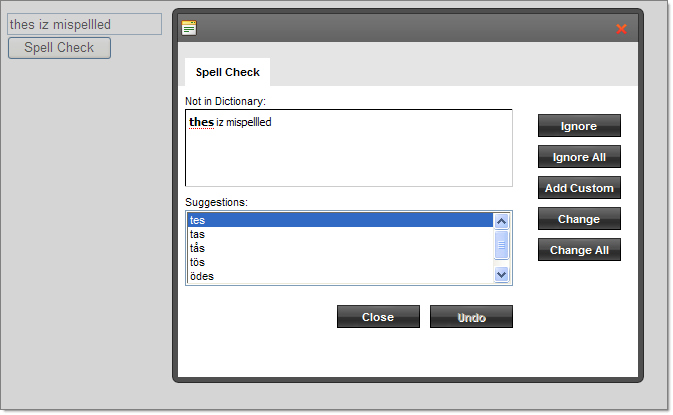 thes iz mispellled
Spell Check
Spell Check
Not in Dictionary:
thes iz mispellled
Ignore
Ignore All
Add Custom
Change
Change All
Suggestions:
tes
tas
tås
tös
ödes
Close
Undo